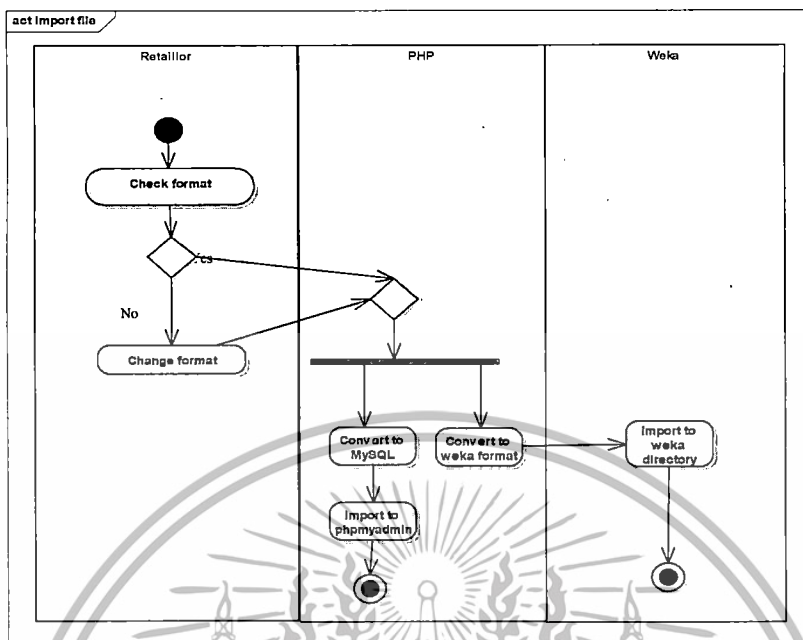 act Import file
Retaillor
PHP
Weka
Check format
No
Change format
Convert to
MySQL
Convert to
weka format
Import to
weka
directory
Import to
phpmyadmin